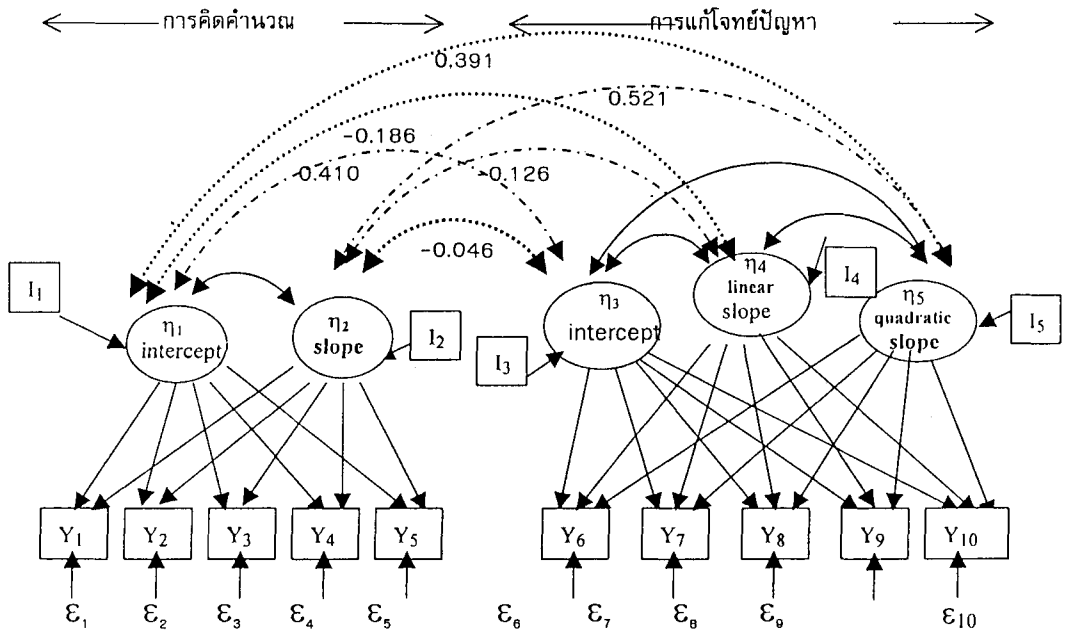 การคิดคำนวณ
การแก้โจทย์ปัญหา
0.391
0.521
-0.186
-0.410
-0.126
-0.046
I₁
η₁
intercept
η₂
slope
I₂
I₃
η₃
intercept
η₄
linear
slope
I₄
η₅
quadratic
slope
I₅
Y₁ Y₂ Y₃ Y₄ Y₅ Y₆ Y₇ Y₈ Y₉ Y₁₀
ε₁ ε₂ ε₃ ε₄ ε₅ ε₆ ε₇ ε₈ ε₉ ε₁₀